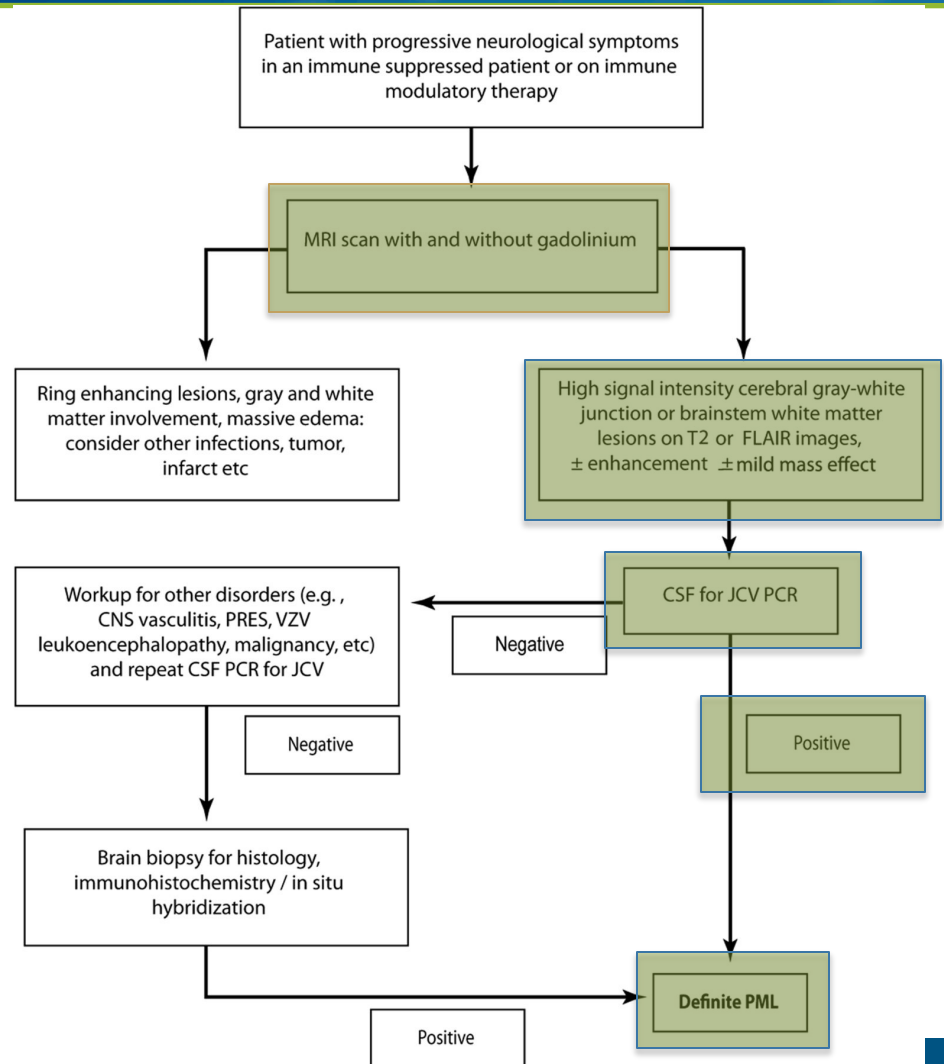 Patient with progressive neurological symptoms
in an immune suppressed patient or on immune
modulatory therapy
MRI scan with and without gadolinium
Ring enhancing lesions, gray and white
matter involvement, massive edema:
consider other infections, tumor,
infarct etc
High signal intensity cerebral gray-white
junction or brainstem white matter
lesions on T2 or FLAIR images,
± enhancement ±mild mass effect
CSF for JCV PCR
Workup for other disorders (e.g. ,
CNS vasculitis, PRES, VZV
leukoencephalopathy, malignancy, etc)
and repeat CSF PCR for JCV
Negative
Positive
Negative
Brain biopsy for histology,
immunohistochemistry / in situ
hybridization
Definite PML
Positive